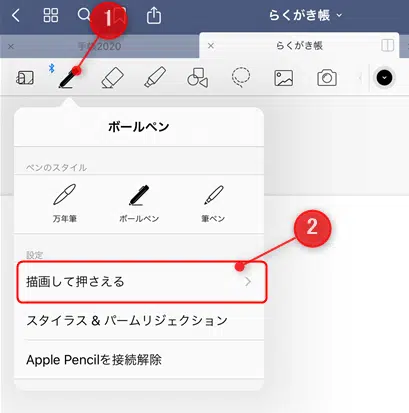 らくがき帳
1
手帳2020
らくがき帳
ボールペン
ペンのスタイル
万年筆
ボールペン
筆ペン
2
設定
描画して押さえる
スタイラス & パームリジェクション
Apple Pencilを接続解除